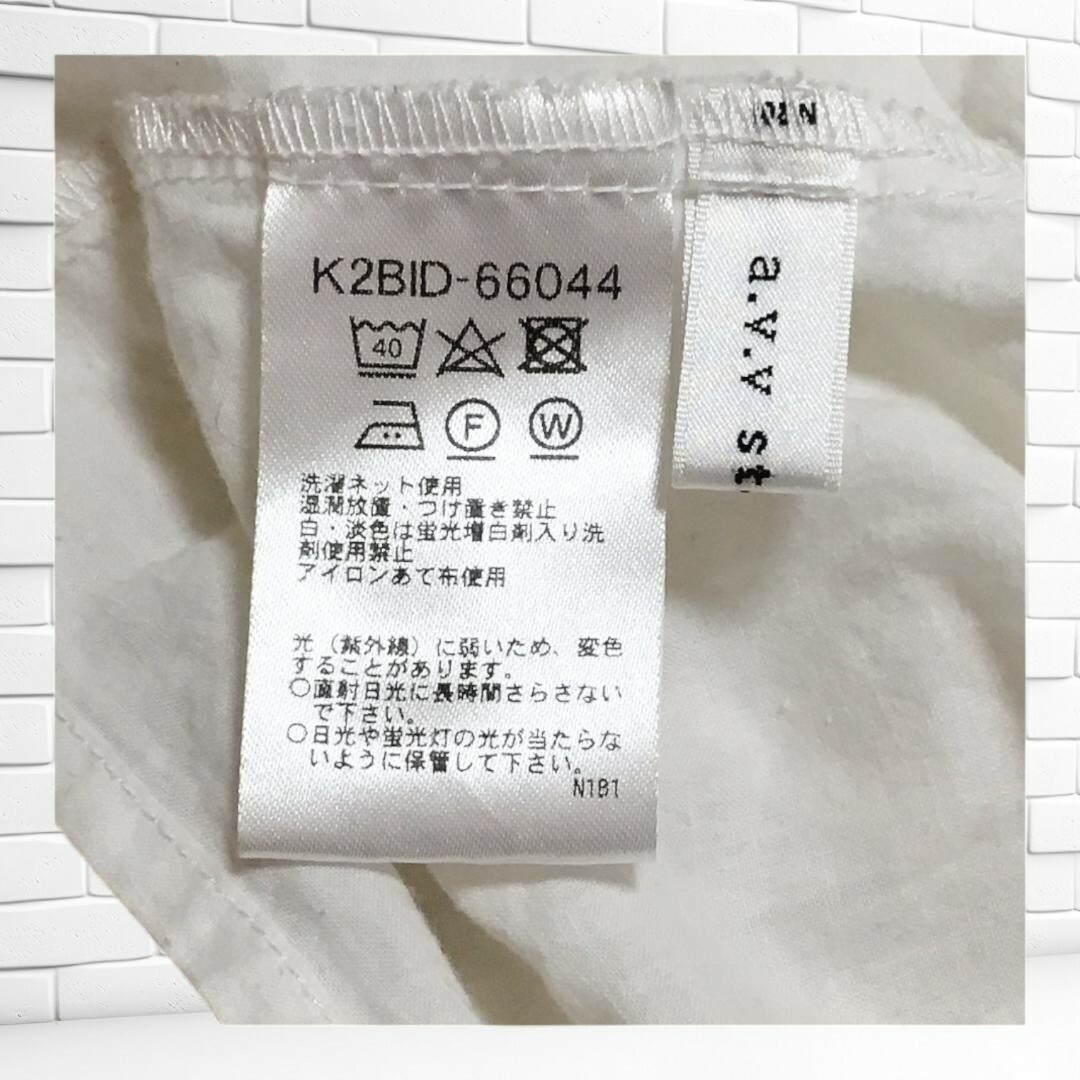 K2BID-66044
40
F W
洗濯ネット使用
湿潤放置・つけ置き禁止
白・淡色は蛍光増白剤入り洗
剤使用禁止
アイロンあて布使用
光（紫外線）に弱いため、変色
することがあります。
○直射日光に長時間さらさない
で下さい。
○日光や蛍光灯の光が当たらな
いように保管して下さい。
N1B1
a.v.v